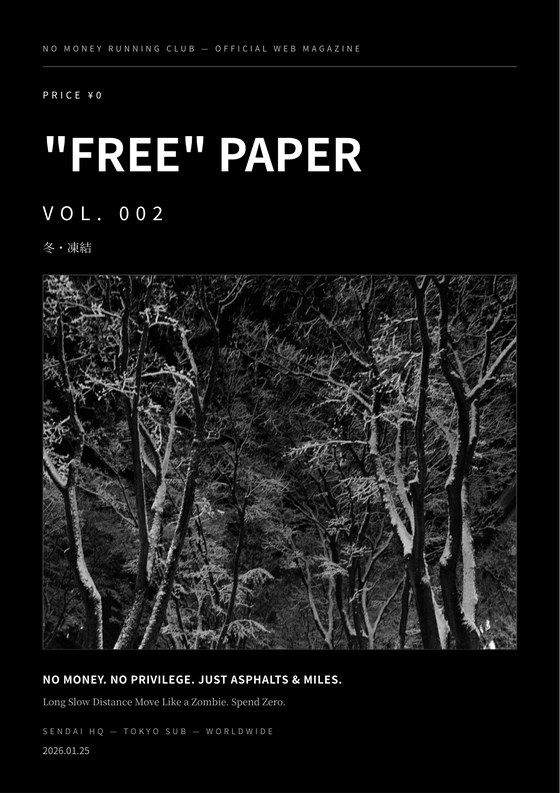 NO MONEY RUNNING CLUB — OFFICIAL WEB MAGAZINE
PRICE ¥0
"FREE" PAPER
VOL. 002
冬・凍結
NO MONEY. NO PRIVILEGE. JUST ASPHALTS & MILES.
Long Slow Distance Move Like a Zombie. Spend Zero.
SENDAI HQ — TOKYO SUB — WORLDWIDE
2026.01.25